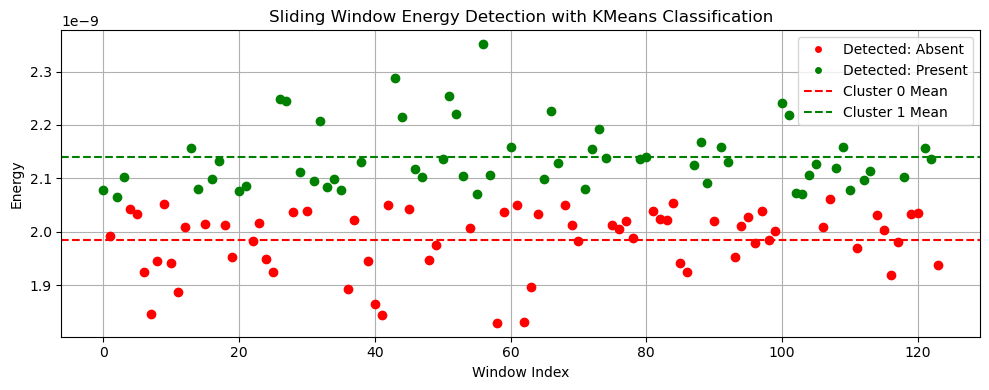 Sliding Window Energy Detection with KMeans Classification
1e−9
2.3
2.2
2.1
2.0
1.9
Energy
0
20
40
60
80
100
120
Window Index
Detected: Absent
Detected: Present
Cluster 0 Mean
Cluster 1 Mean